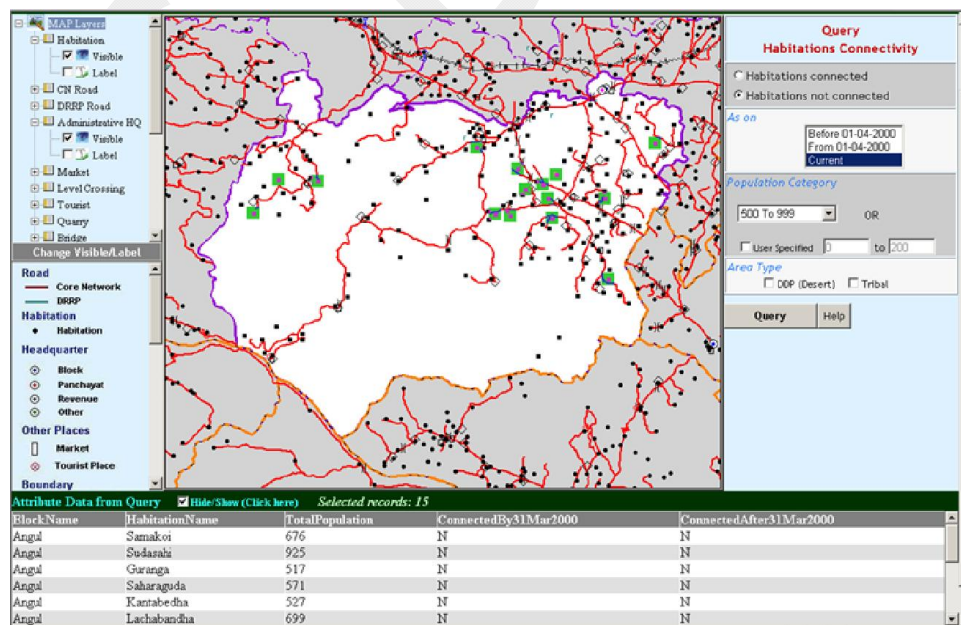 MAP Layers
Habitation
Visible
Label
CN Road
DRRP Road
Administrative HQ
Visible
Label
Market
Level Crossing
Tourist
Quarry
Bridge
Change Visible/Label
Road
Core Network
DRRP
Habitation
Habitation
Headquarter
Block
Panchayat
Revenue
Other
Other Places
Market
Tourist Place
Boundary
Query
Habitations Connectivity
Habitations connected
Habitations not connected
As on
Before 01-04-2000
From 01-04-2000
Current
Population Category
500 To 999 OR
User Specified 0 to 200
Area Type
DDP (Desert) Tribal
Query Help
Attribute Data from Query Hide/Show (Click here) Selected records: 15
BlockName HabitationName TotalPopulation ConnectedBy31Mar2000 ConnectedAfter31Mar2000
Angul Samakoi 676 N N
Angul Sudasahi 925 N N
Angul Guranga 517 N N
Angul Saharaguda 571 N N
Angul Kantabedha 527 N N
Angul Lachabandha 699 N N